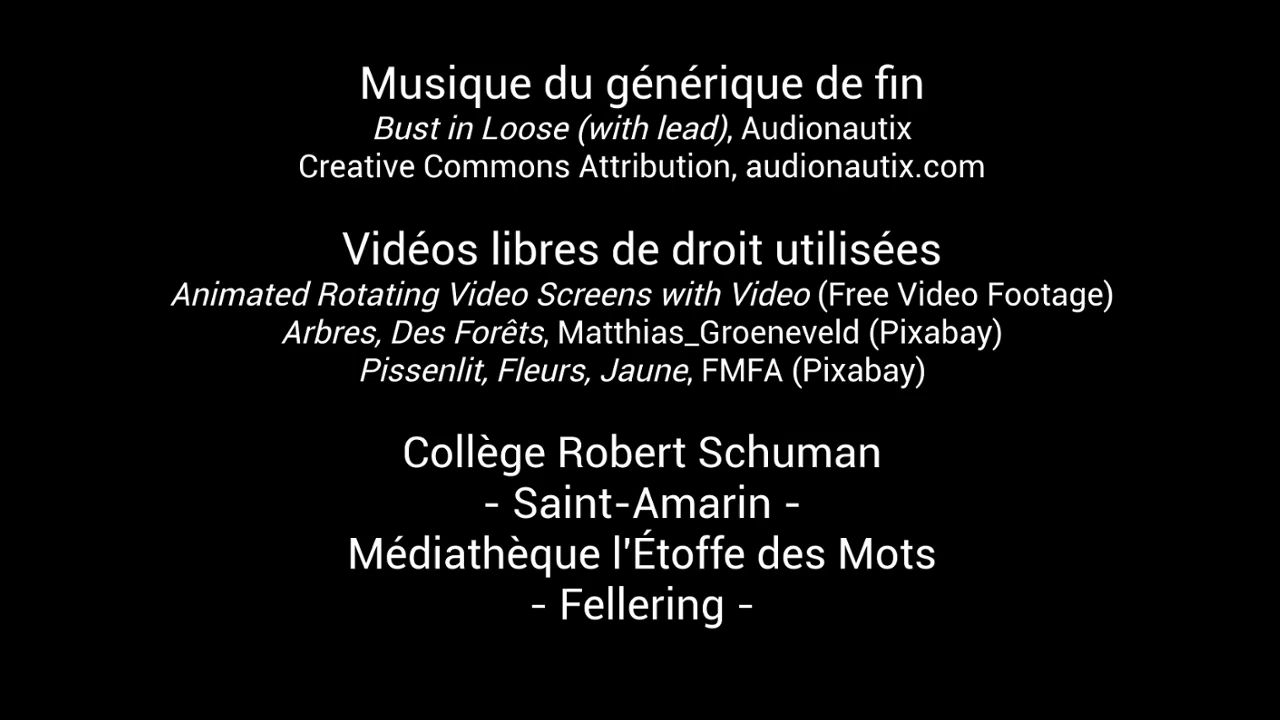 Musique du générique de fin
Bust in Loose (with lead), Audionautix
Creative Commons Attribution, audionautix.com
Vidéos libres de droit utilisées
Animated Rotating Video Screens with Video (Free Video Footage)
Arbres, Des Forêts, Matthias_Groeneveld (Pixabay)
Pissenlit, Fleurs, Jaune, FMFA (Pixabay)
Collège Robert Schuman
- Saint-Amarin -
Médiathèque l'Étoffe des Mots
- Fellering -